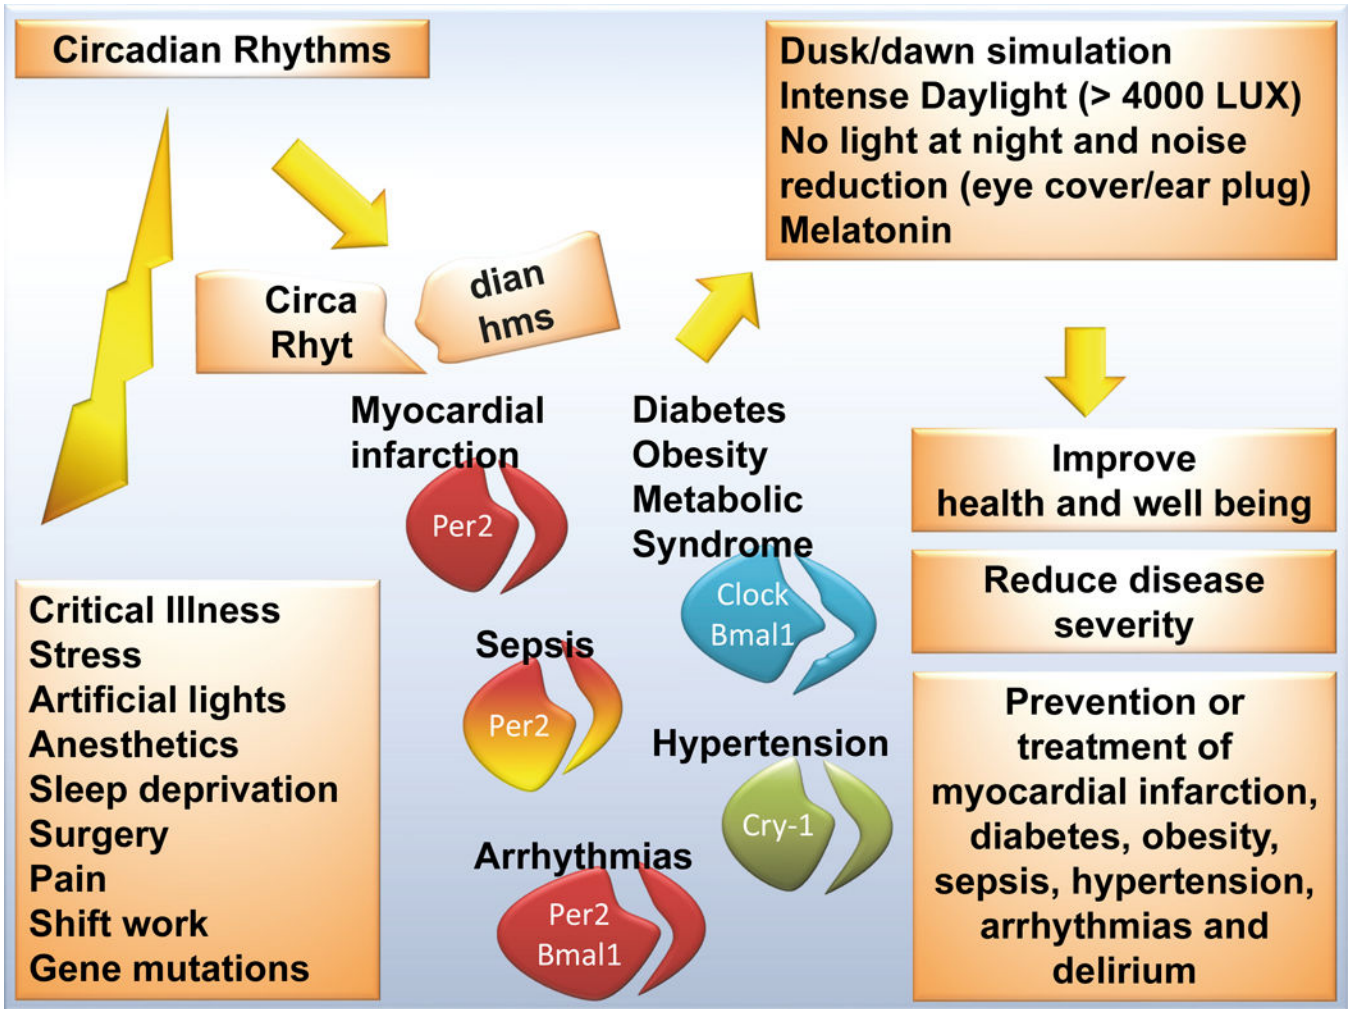 Circadian Rhythms
Circa
Rhyt
dian
hms
Critical Illness
Stress
Artificial lights
Anesthetics
Sleep deprivation
Surgery
Pain
Shift work
Gene mutations
Myocardial
infarction
Per2
Sepsis
Per2
Arrhythmias
Per2
Bmal1
Diabetes
Obesity
Metabolic
Syndrome
Clock
Bmal1
Hypertension
Cry-1
Dusk/dawn simulation
Intense Daylight (> 4000 LUX)
No light at night and noise
reduction (eye cover/ear plug)
Melatonin
Improve
health and well being
Reduce disease
severity
Prevention or
treatment of
myocardial infarction,
diabetes, obesity,
sepsis, hypertension,
arrhythmias and
delirium